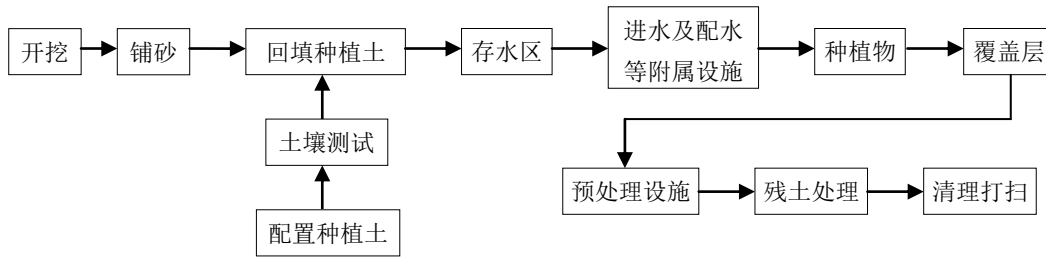 开挖
铺砂
回填种植土
存水区
进水及配水
等附属设施
种植物
覆盖层
土壤测试
配置种植土
预处理设施
残土处理
清理打扫